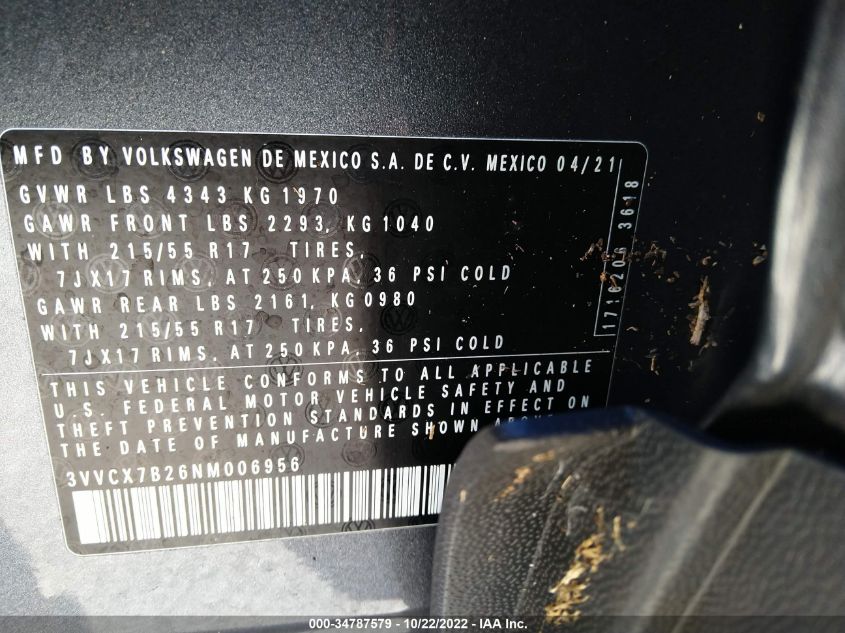 MFD BY VOLKSWAGEN DE MEXICO S.A. DE C.V. MEXICO 04/21
GVWR LBS 4343 KG 1970
GAWR FRONT LBS 2293, KG 1040
WITH 215/55 R17 TIRES,
7JX17 RIMS, AT 250 KPA, 36 PSI COLD
GAWR REAR LBS 2161, KG0980
WITH 215/55 R17 TIRES,
7JX17 RIMS, AT 250 KPA, 36 PSI COLD
THIS VEHICLE CONFORMS TO ALL APPLICABLE
U.S. FEDERAL MOTOR VEHICLE SAFETY AND
THEFT PREVENTION STANDARDS IN EFFECT ON
THE DATE OF MANUFACTURE SHOWN ABOVE
3VVCX7B26NM006956
3618
000-34787579 - 10/22/2022 - IAA Inc.